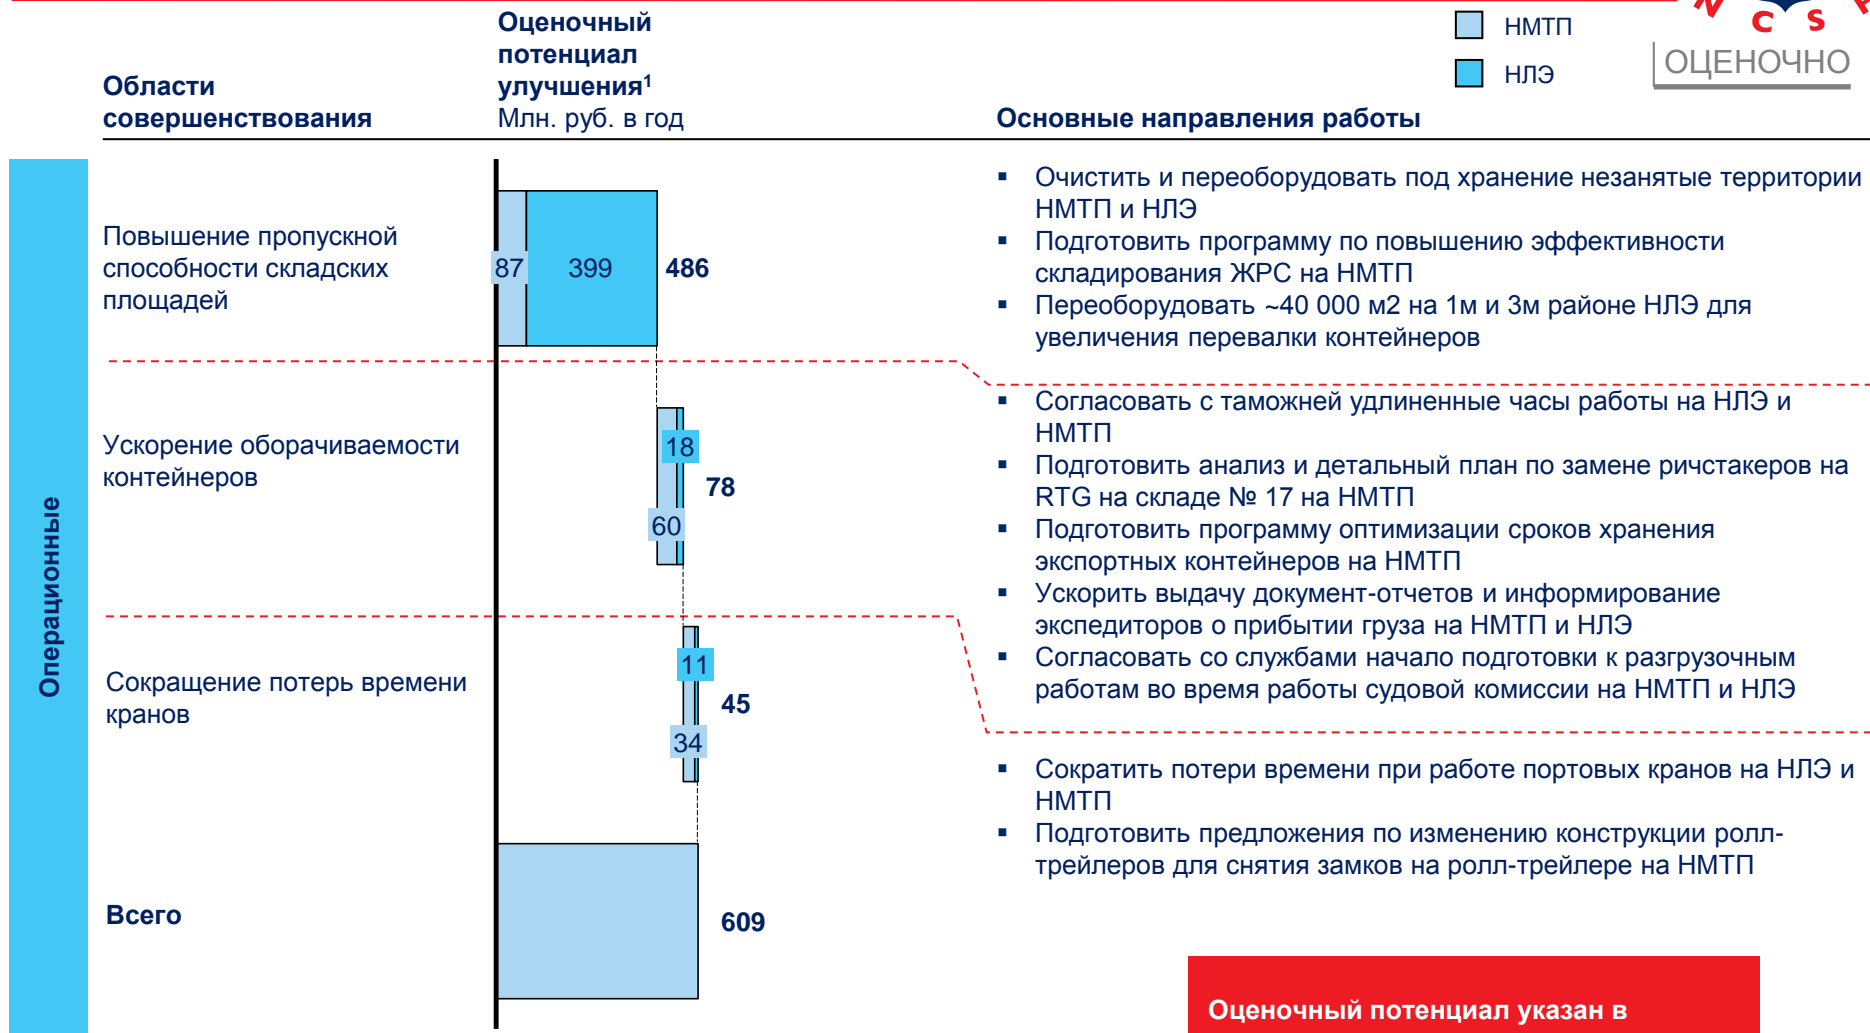 N C S P
НМТП
НЛЭ
ОЦЕНОЧНО
Области
совершенствования
Оценочный
потенциал
улучшения¹
Млн. руб. в год
Основные направления работы
Операционные
Повышение пропускной
способности складских
площадей
87
399
486
▪ Очистить и переоборудовать под хранение незанятые территории
НМТП и НЛЭ
▪ Подготовить программу по повышению эффективности
складирования ЖРС на НМТП
▪ Переоборудовать ~40 000 м2 на 1м и 3м районе НЛЭ для
увеличения перевалки контейнеров
Ускорение оборачиваемости
контейнеров
18
78
60
▪ Согласовать с таможней удлиненные часы работы на НЛЭ и
НМТП
▪ Подготовить анализ и детальный план по замене ричстакеров на
RTG на складе № 17 на НМТП
▪ Подготовить программу оптимизации сроков хранения
экспортных контейнеров на НМТП
▪ Ускорить выдачу документ-отчетов и информирование
экспедиторов о прибытии груза на НМТП и НЛЭ
▪ Согласовать со службами начало подготовки к разгрузочным
работам во время работы судовой комиссии на НМТП и НЛЭ
Сокращение потерь времени
кранов
11
45
34
▪ Сократить потери времени при работе портовых кранов на НЛЭ и
НМТП
▪ Подготовить предложения по изменению конструкции ролл-
трейлеров для снятия замков на ролл-трейлере на НМТП
Всего
609
Оценочный потенциал указан в